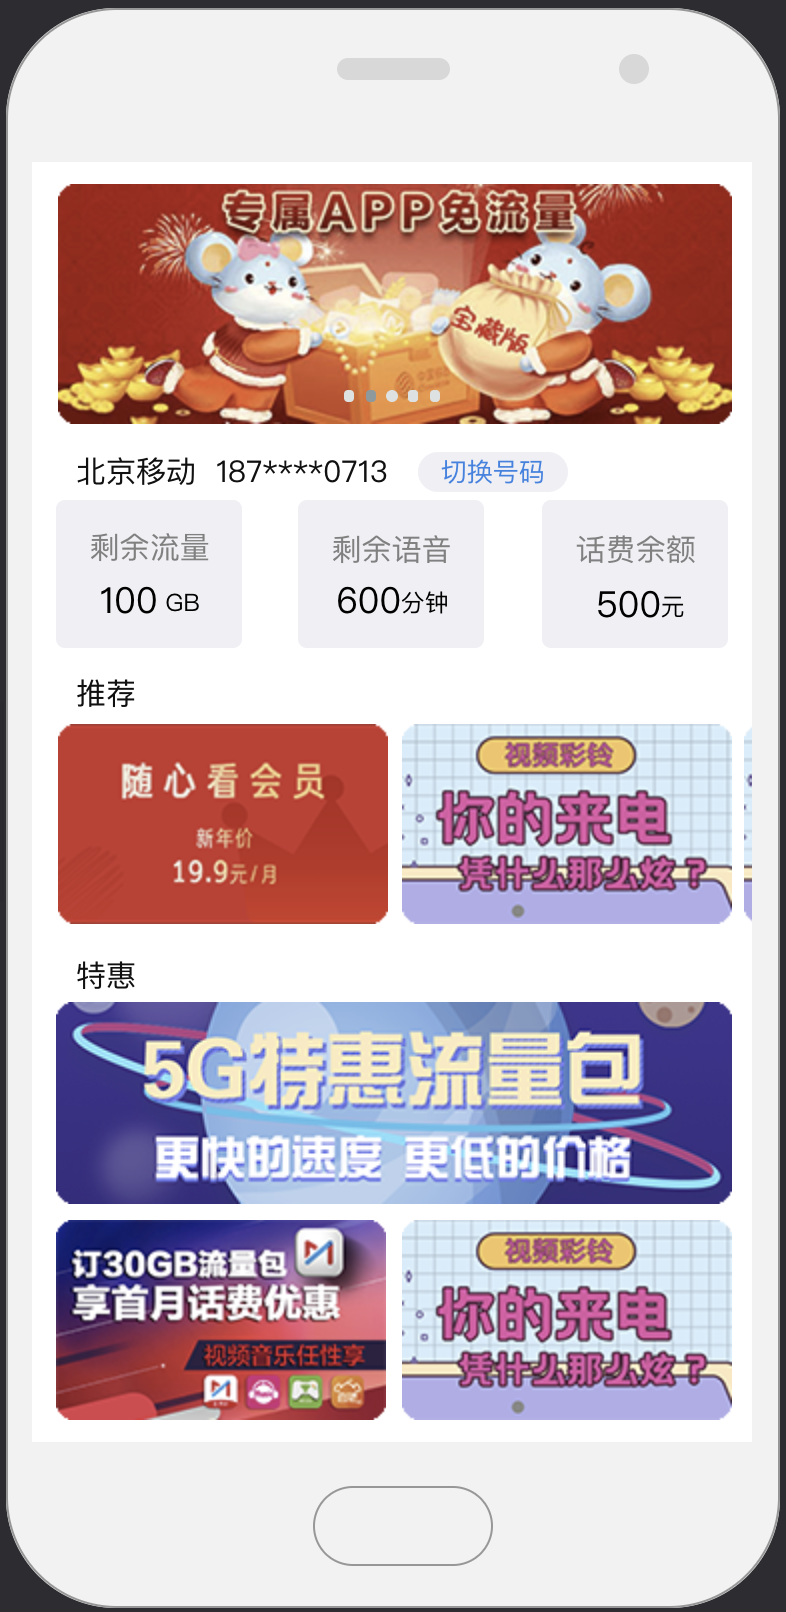 专属APP免流量
宝藏版
北京移动 187****0713 切换号码
剩余流量 剩余语音 话费余额
100 GB 600分钟 500元
推荐
随心看会员
新年价
19.9元/月
视频彩铃
你的来电
凭什么那么炫？
特惠
5G特惠流量包
更快的速度 更低的价格
订30GB流量包
享首月话费优惠
视频音乐任性享
视频彩铃
你的来电
凭什么那么炫？